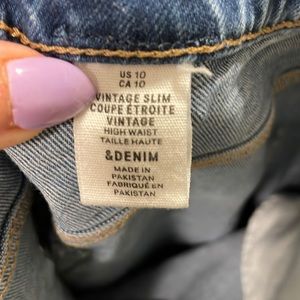 US 10
CA 10
VINTAGE SLIM
COUPE ÉTROITE
VINTAGE
HIGH WAIST
TAILLE HAUTE
&DENIM
MADE IN
PAKISTAN
FABRIQUÉ EN
PAKISTAN